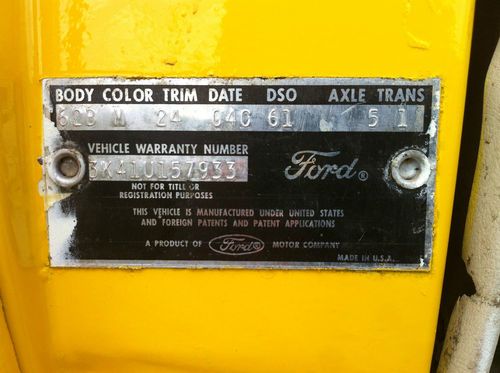 BODY COLOR TRIM DATE DSO AXLE TRANS
62B M 24 04C 61 5 1
VEHICLE WARRANTY NUMBER
3K41U157933
Ford®
NOT FOR TITLE OR
REGISTRATION PURPOSES
THIS VEHICLE IS MANUFACTURED UNDER UNITED STATES
AND FOREIGN PATENTS AND PATENT APPLICATIONS
A PRODUCT OF Ford® MOTOR COMPANY
MADE IN U.S.A.